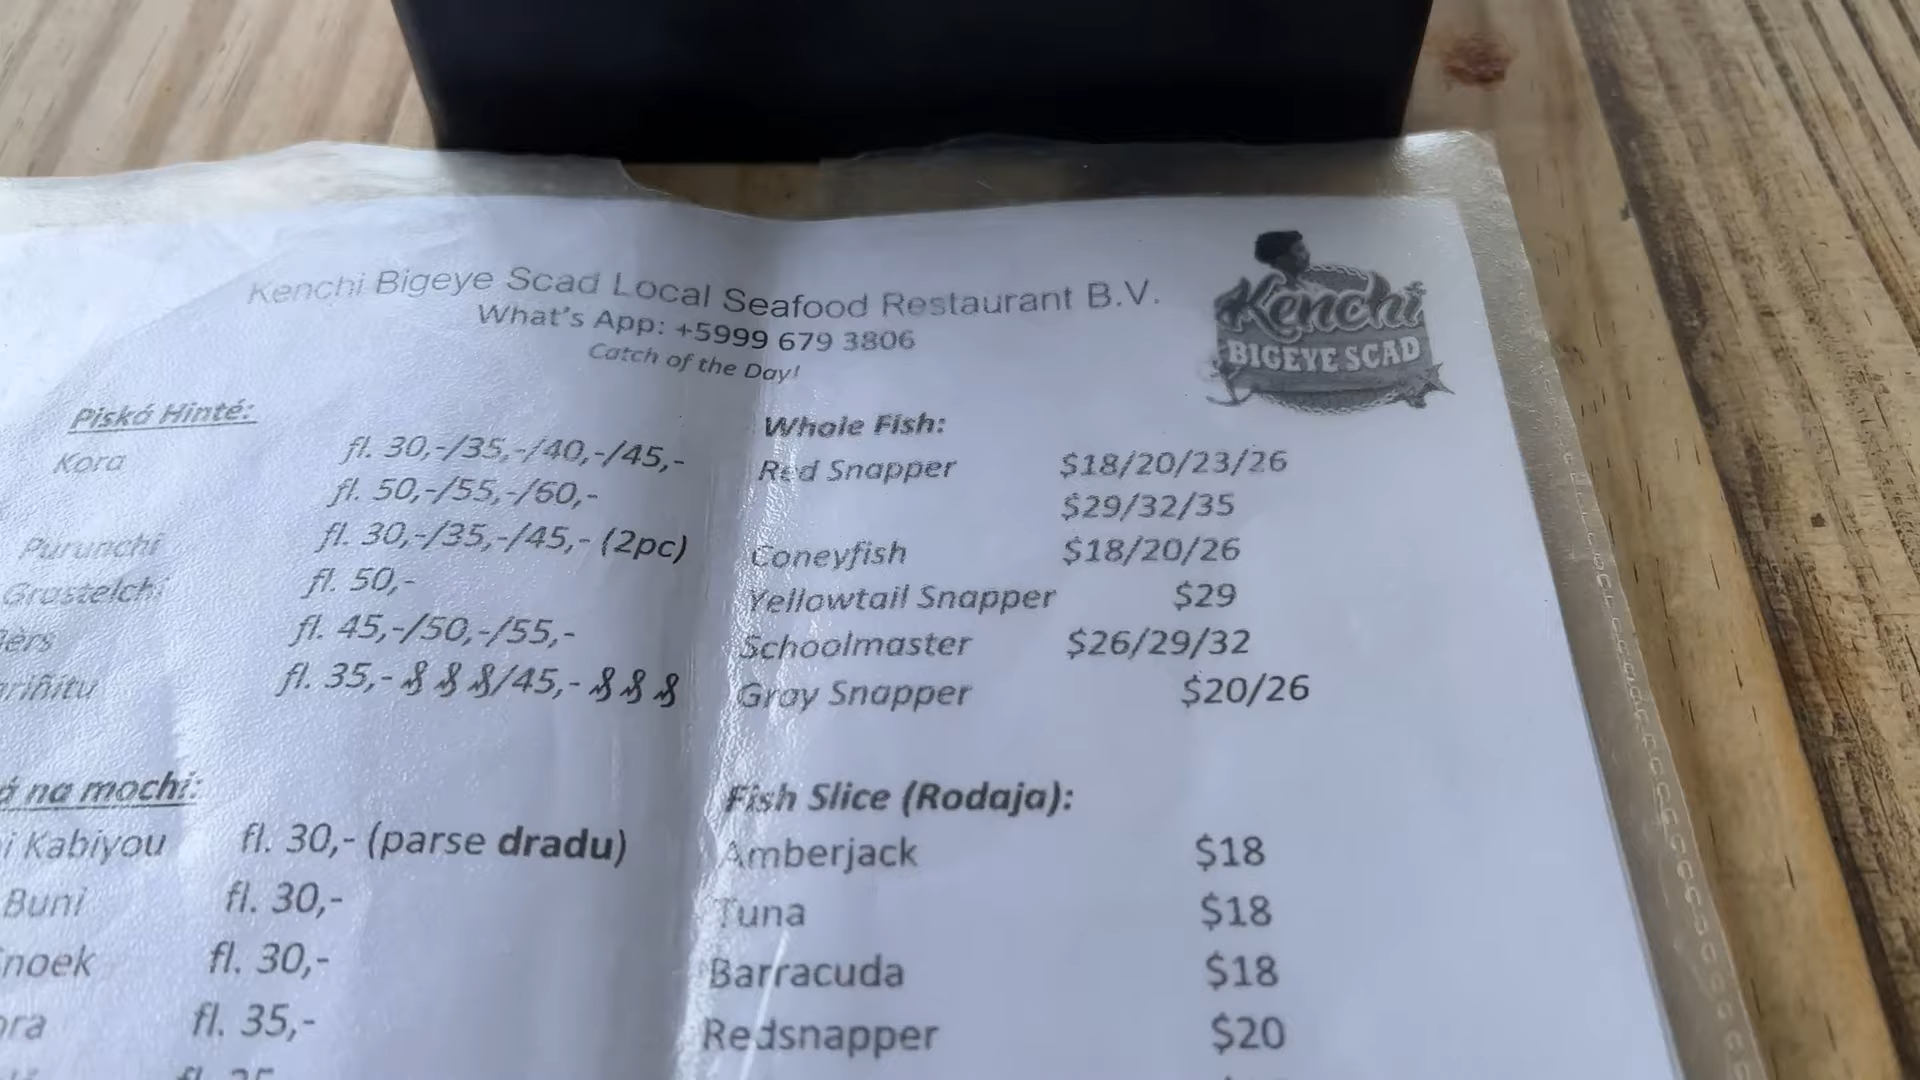 Kenchi Bigeye Scad Local Seafood Restaurant B.V.
What's App: +5999 679 3806
Catch of the Day!
Kenchi
BIGEYE SCAD
Piská Hinté:
Kora fl. 30,-/35,-/40,-/45,-
fl. 50,-/55,-/60,-
Purunchi fl. 30,-/35,-/45,- (2pc)
Grastelchi fl. 50,-
fl. 45,-/50,-/55,-
fl. 35,- /45,-
na mochi:
Kabiyou fl. 30,- (parse dradu)
Buni fl. 30,-
fl. 30,-
fl. 35,-
Whole Fish:
Red Snapper $18/20/23/26
$29/32/35
Coneyfish $18/20/26
Yellowtail Snapper $29
Schoolmaster $26/29/32
Gray Snapper $20/26
Fish Slice (Rodaja):
Amberjack $18
Tuna $18
Barracuda $18
Redsnapper $20